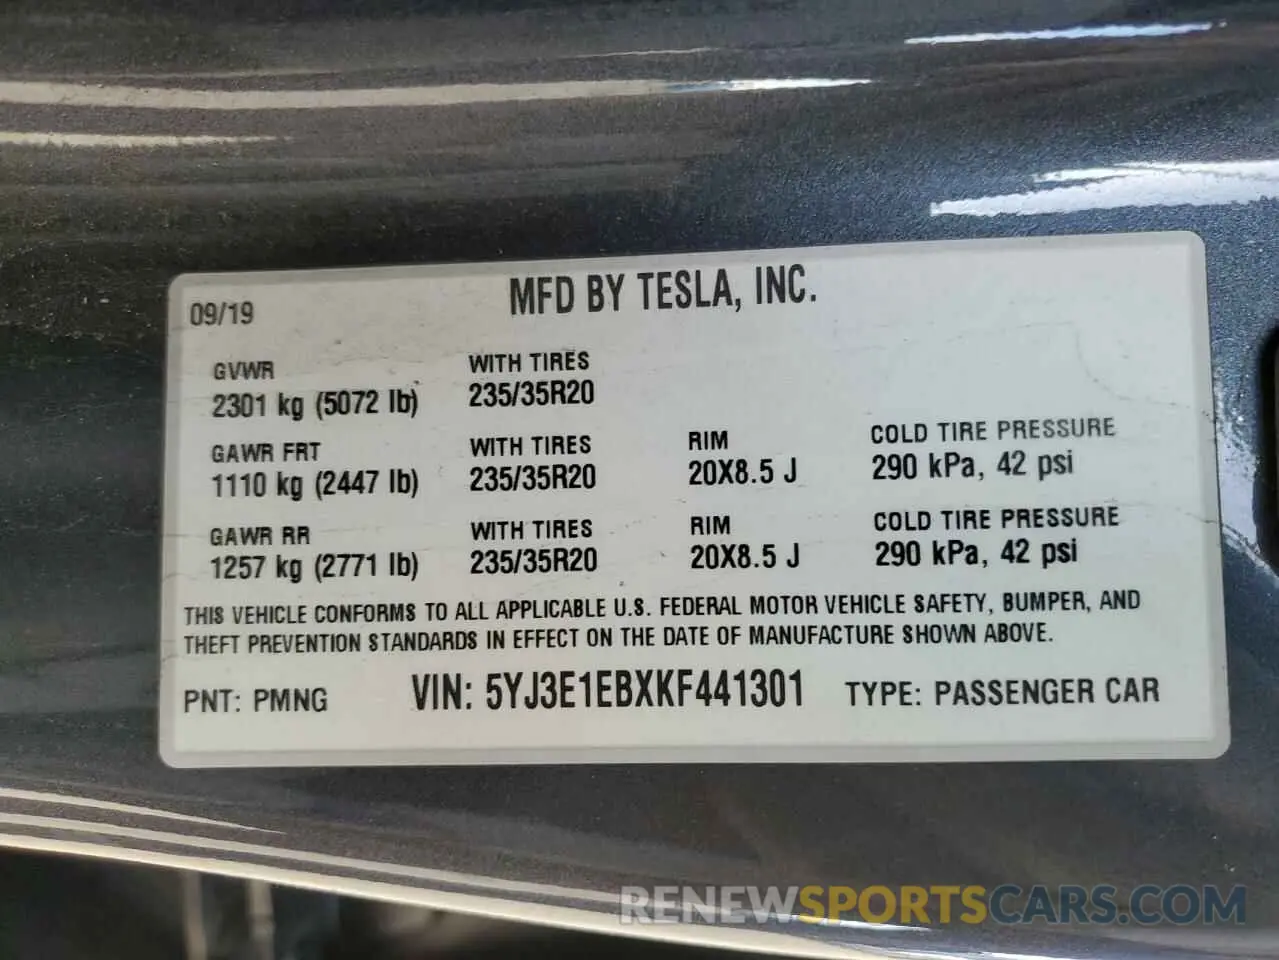 MFD BY TESLA, INC.
09/19
GVWR WITH TIRES
2301 kg (5072 lb) 235/35R20
GAWR FRT WITH TIRES RIM COLD TIRE PRESSURE
1110 kg (2447 lb) 235/35R20 20X8.5 J 290 kPa, 42 psi
GAWR RR WITH TIRES RIM COLD TIRE PRESSURE
1257 kg (2771 lb) 235/35R20 20X8.5 J 290 kPa, 42 psi
THIS VEHICLE CONFORMS TO ALL APPLICABLE U.S. FEDERAL MOTOR VEHICLE SAFETY, BUMPER, AND
THEFT PREVENTION STANDARDS IN EFFECT ON THE DATE OF MANUFACTURE SHOWN ABOVE.
PNT: PMNG VIN: 5YJ3E1EBXKF441301 TYPE: PASSENGER CAR
RENEWSPORTSCARS.COM